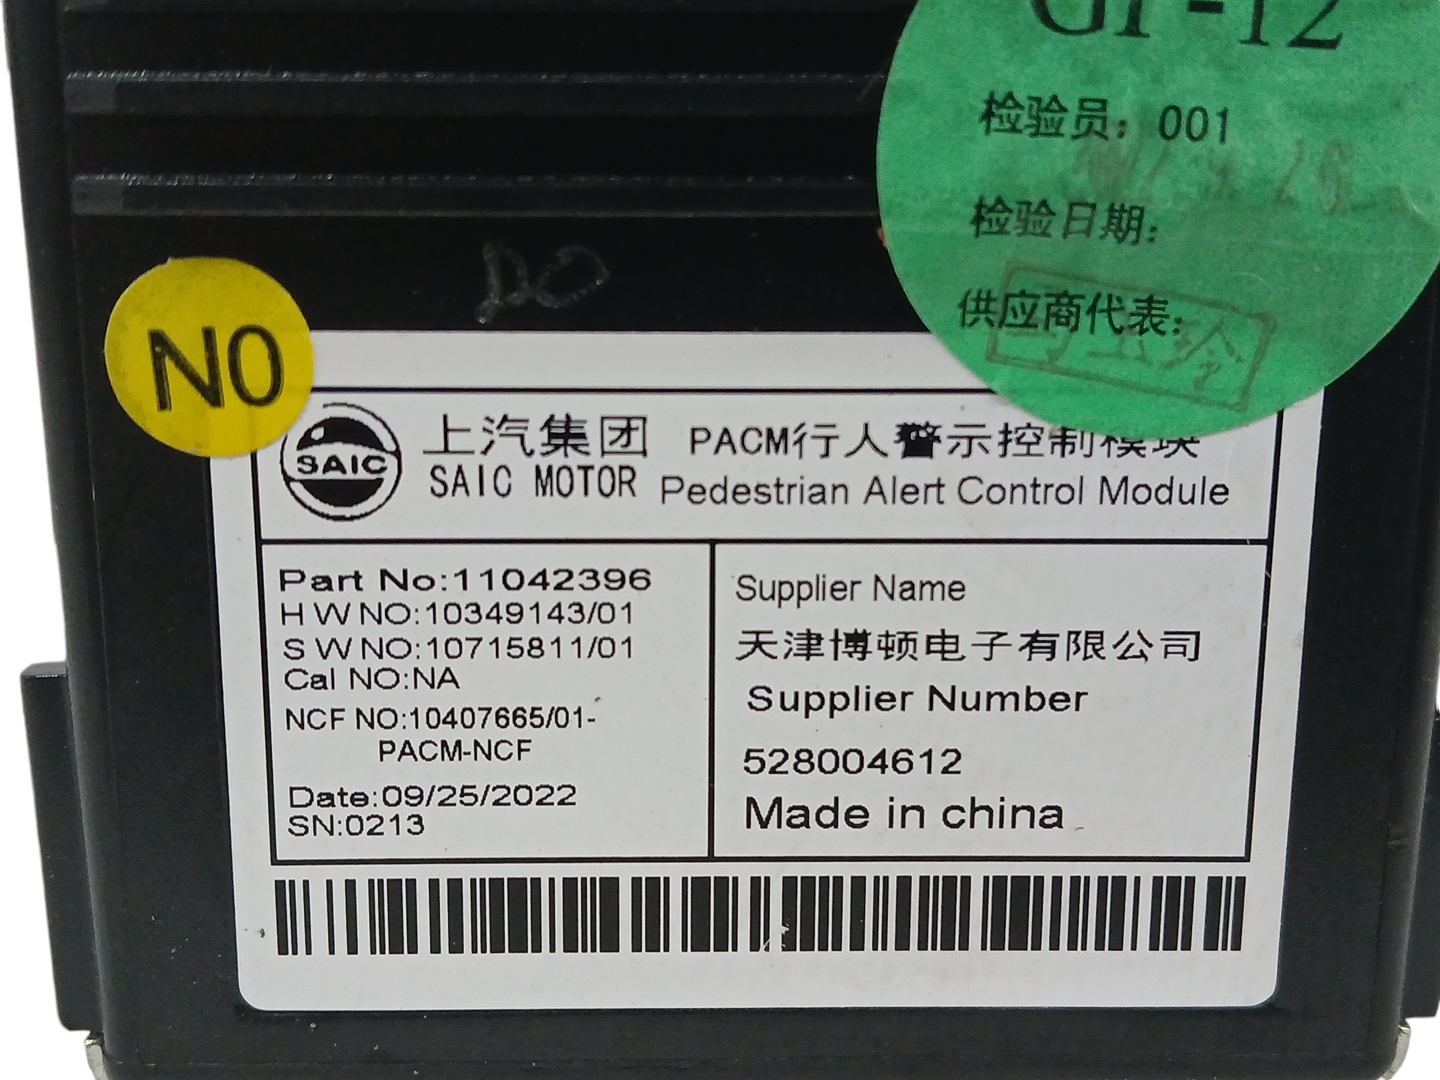 GP-12
检验员：001
检验日期：
供应商代表：
N0
SAIC
上汽集团
SAIC MOTOR
PACM行人警示控制模块
Pedestrian Alert Control Module
Part No:11042396
H W NO:10349143/01
S W NO:10715811/01
Cal NO:NA
NCF NO:10407665/01-
PACM-NCF
Date:09/25/2022
SN:0213
Supplier Name
天津博顿电子有限公司
Supplier Number
528004612
Made in china